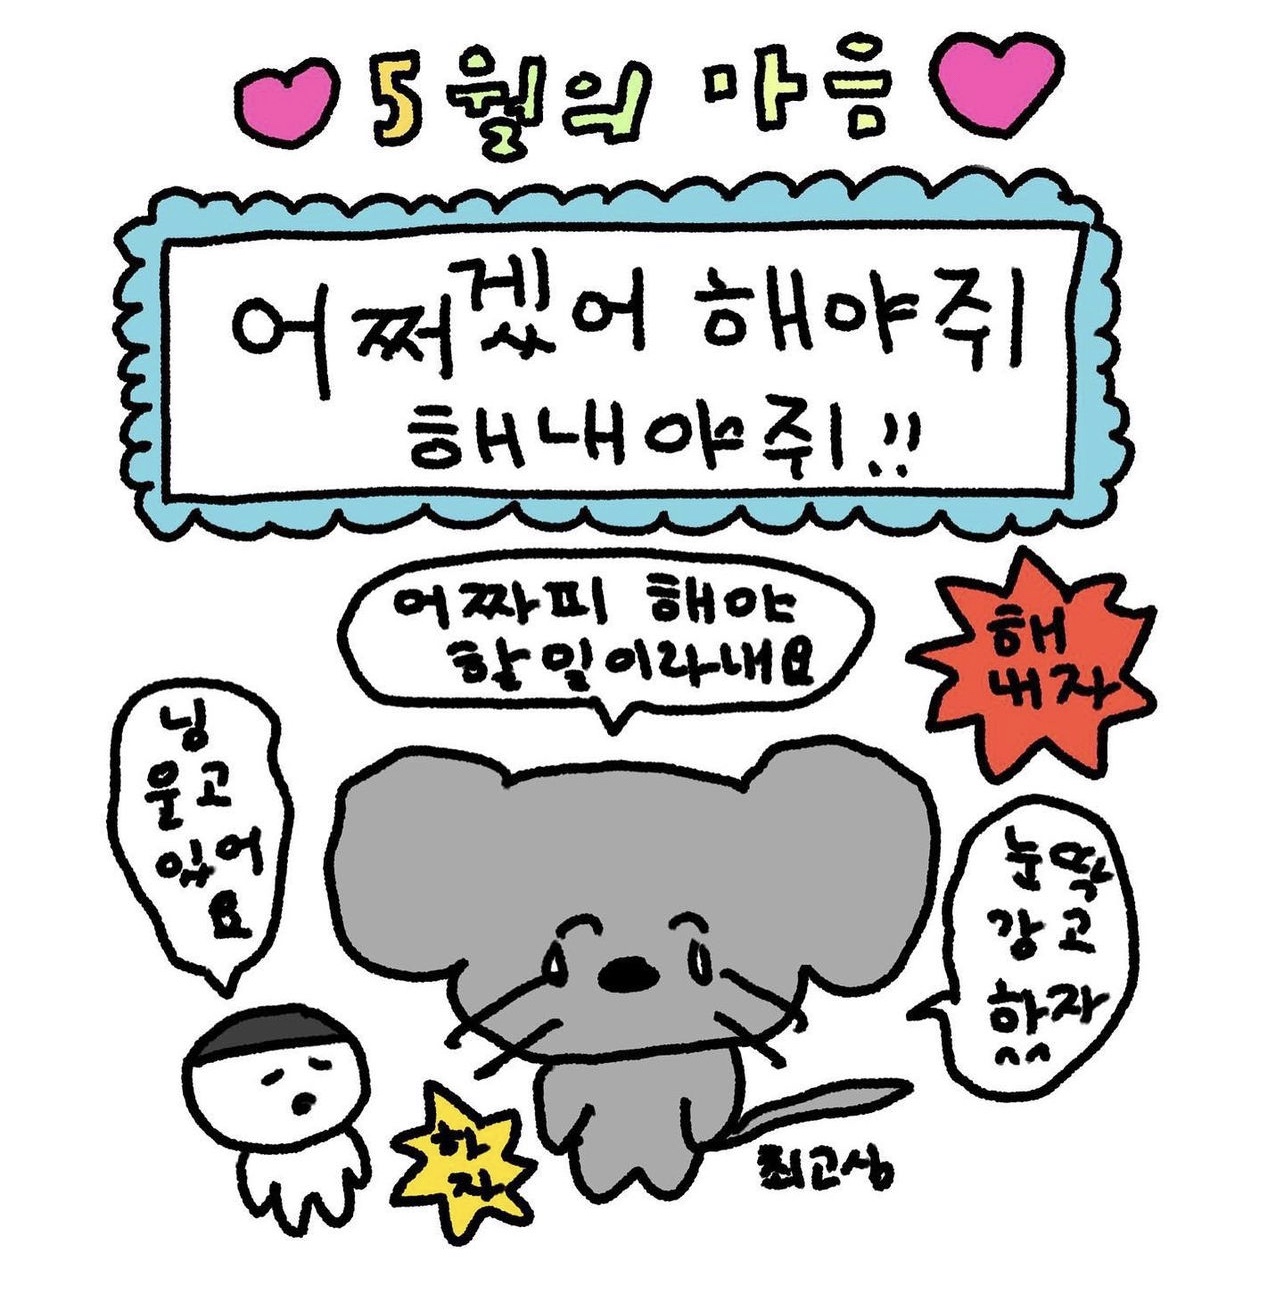 5월의 마음
어쩌겠어 해야쥐
해내야쥐!!
어짜피 해야
할 일이라내요
해
내자
닝
울고
있어
요
눈딱
감고
하자
^^
하
자
최고심